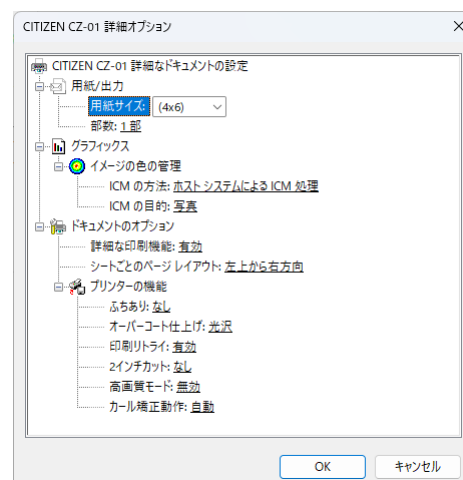 CITIZEN CZ-01 詳細オプション
CITIZEN CZ-01 詳細なドキュメントの設定
用紙/出力
用紙サイズ: (4x6)
部数: 1 部
グラフィックス
イメージの色の管理
ICM の方法: ホスト システムによる ICM 処理
ICM の目的: 写真
ドキュメントのオプション
詳細な印刷機能: 有効
シートごとのページ レイアウト: 左上から右方向
プリンターの機能
ふちあり: なし
オーバーコート仕上げ: 光沢
印刷リトライ: 有効
2インチカット: なし
高画質モード: 無効
カール矯正動作: 自動
OK キャンセル